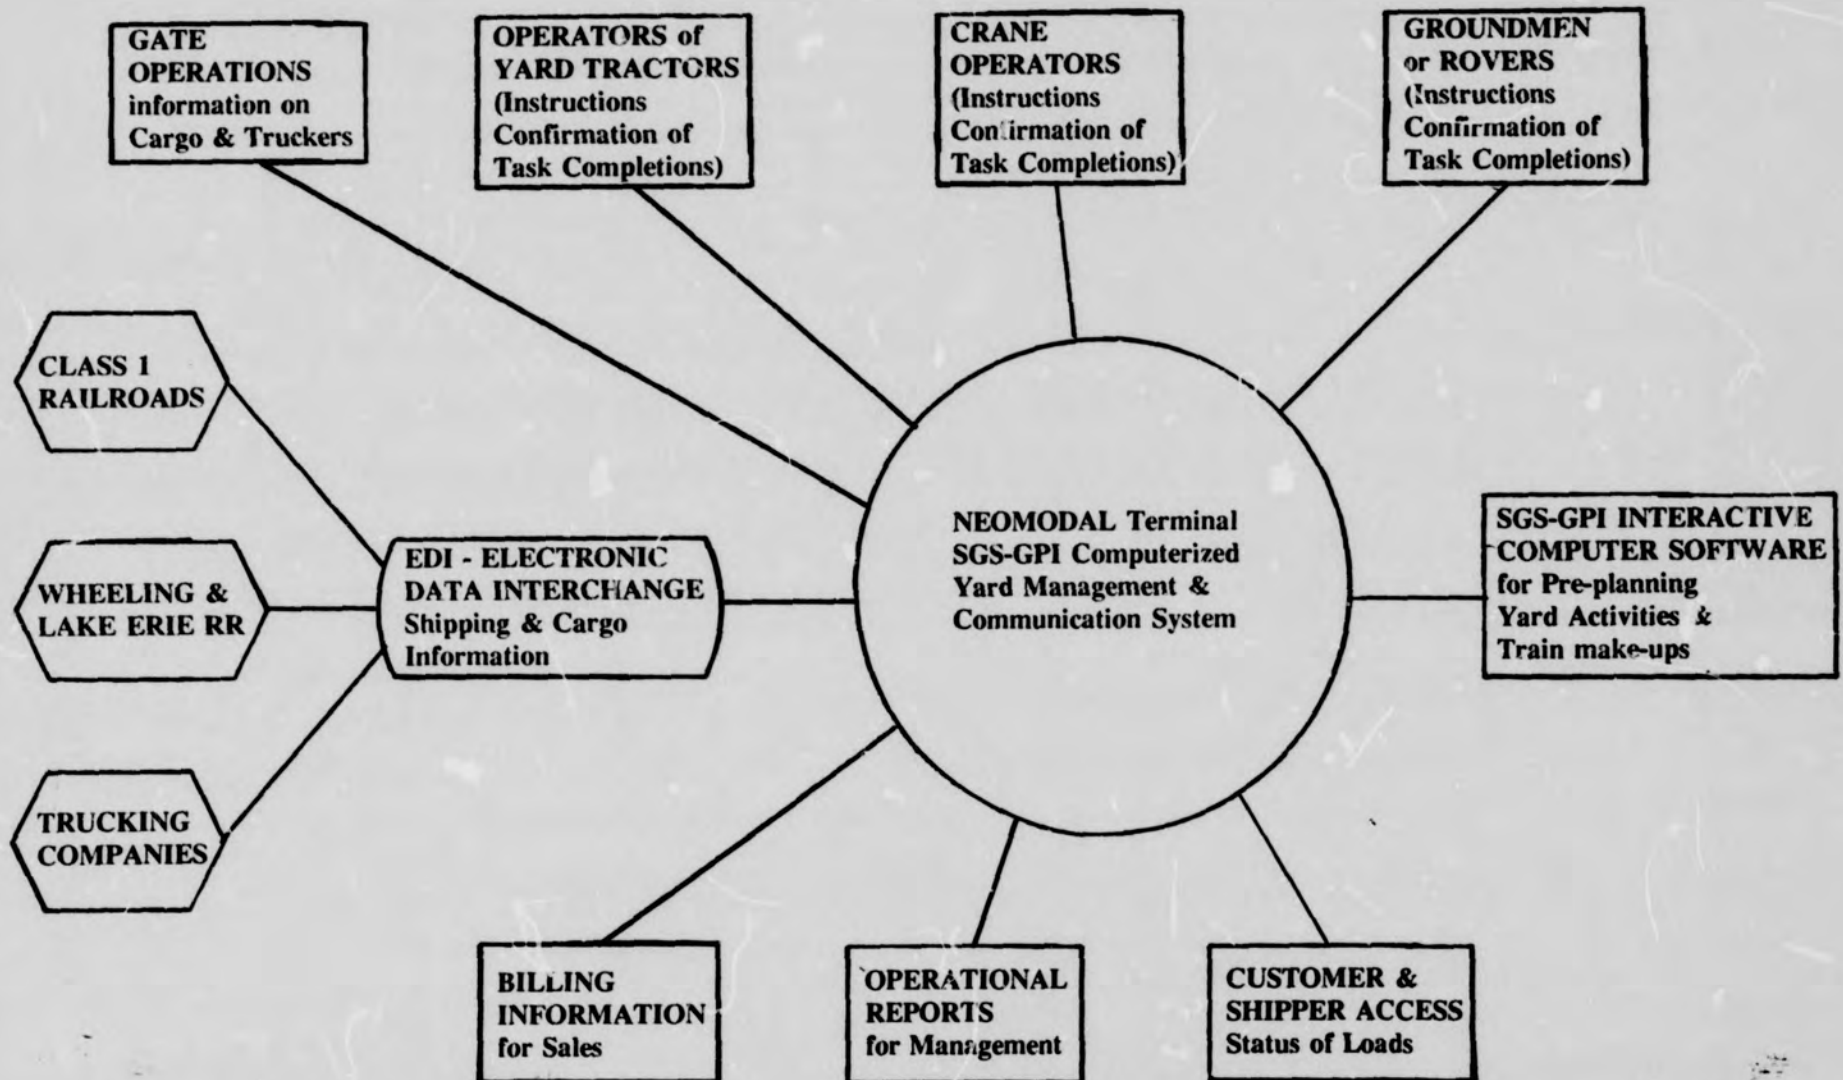 GATE
OPERATIONS
information on
Cargo & Truckers
OPERATORS of
YARD TRACTORS
(Instructions
Confirmation of
Task Completions)
CRANE
OPERATORS
(Instructions
Confirmation of
Task Completions)
GROUNDMEN
or ROVERS
(Instructions
Confirmation of
Task Completions)
CLASS 1
RAILROADS
WHEELING &
LAKE ERIE RR
TRUCKING
COMPANIES
EDI - ELECTRONIC
DATA INTERCHANGE
Shipping & Cargo
Information
NEOMODAL Terminal
SGS-GPI Computerized
Yard Management &
Communication System
SGS-GPI INTERACTIVE
COMPUTER SOFTWARE
for Pre-planning
Yard Activities &
Train make-ups
BILLING
INFORMATION
for Sales
OPERATIONAL
REPORTS
for Management
CUSTOMER &
SHIPPER ACCESS
Status of Loads